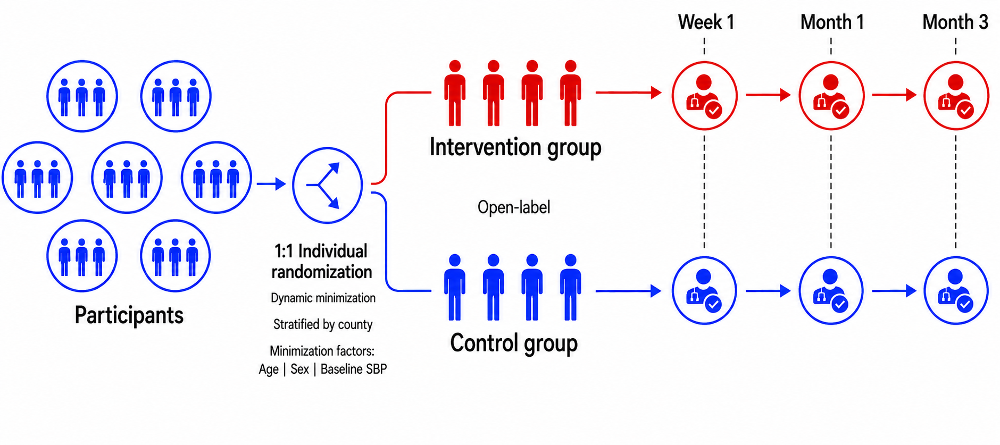 Week 1
Month 1
Month 3
Intervention group
Open-label
1:1 Individual
randomization
Dynamic minimization
Stratified by county
Minimization factors:
Age | Sex | Baseline SBP
Participants
Control group